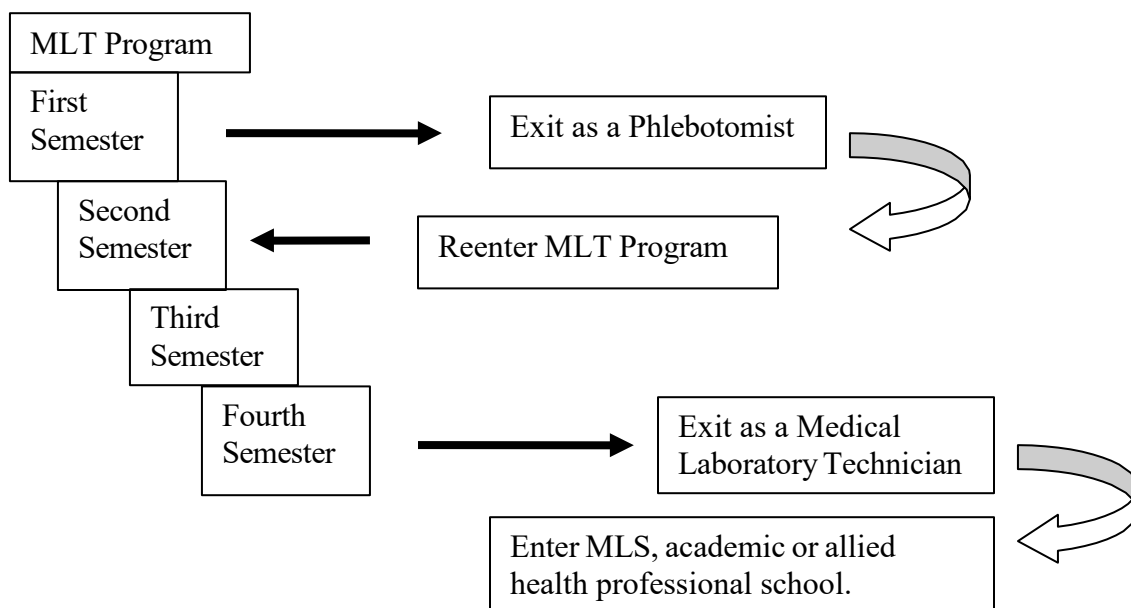 MLT Program
First
Semester
Exit as a Phlebotomist
Second
Semester
Reenter MLT Program
Third
Semester
Fourth
Semester
Exit as a Medical
Laboratory Technician
Enter MLS, academic or allied
health professional school.